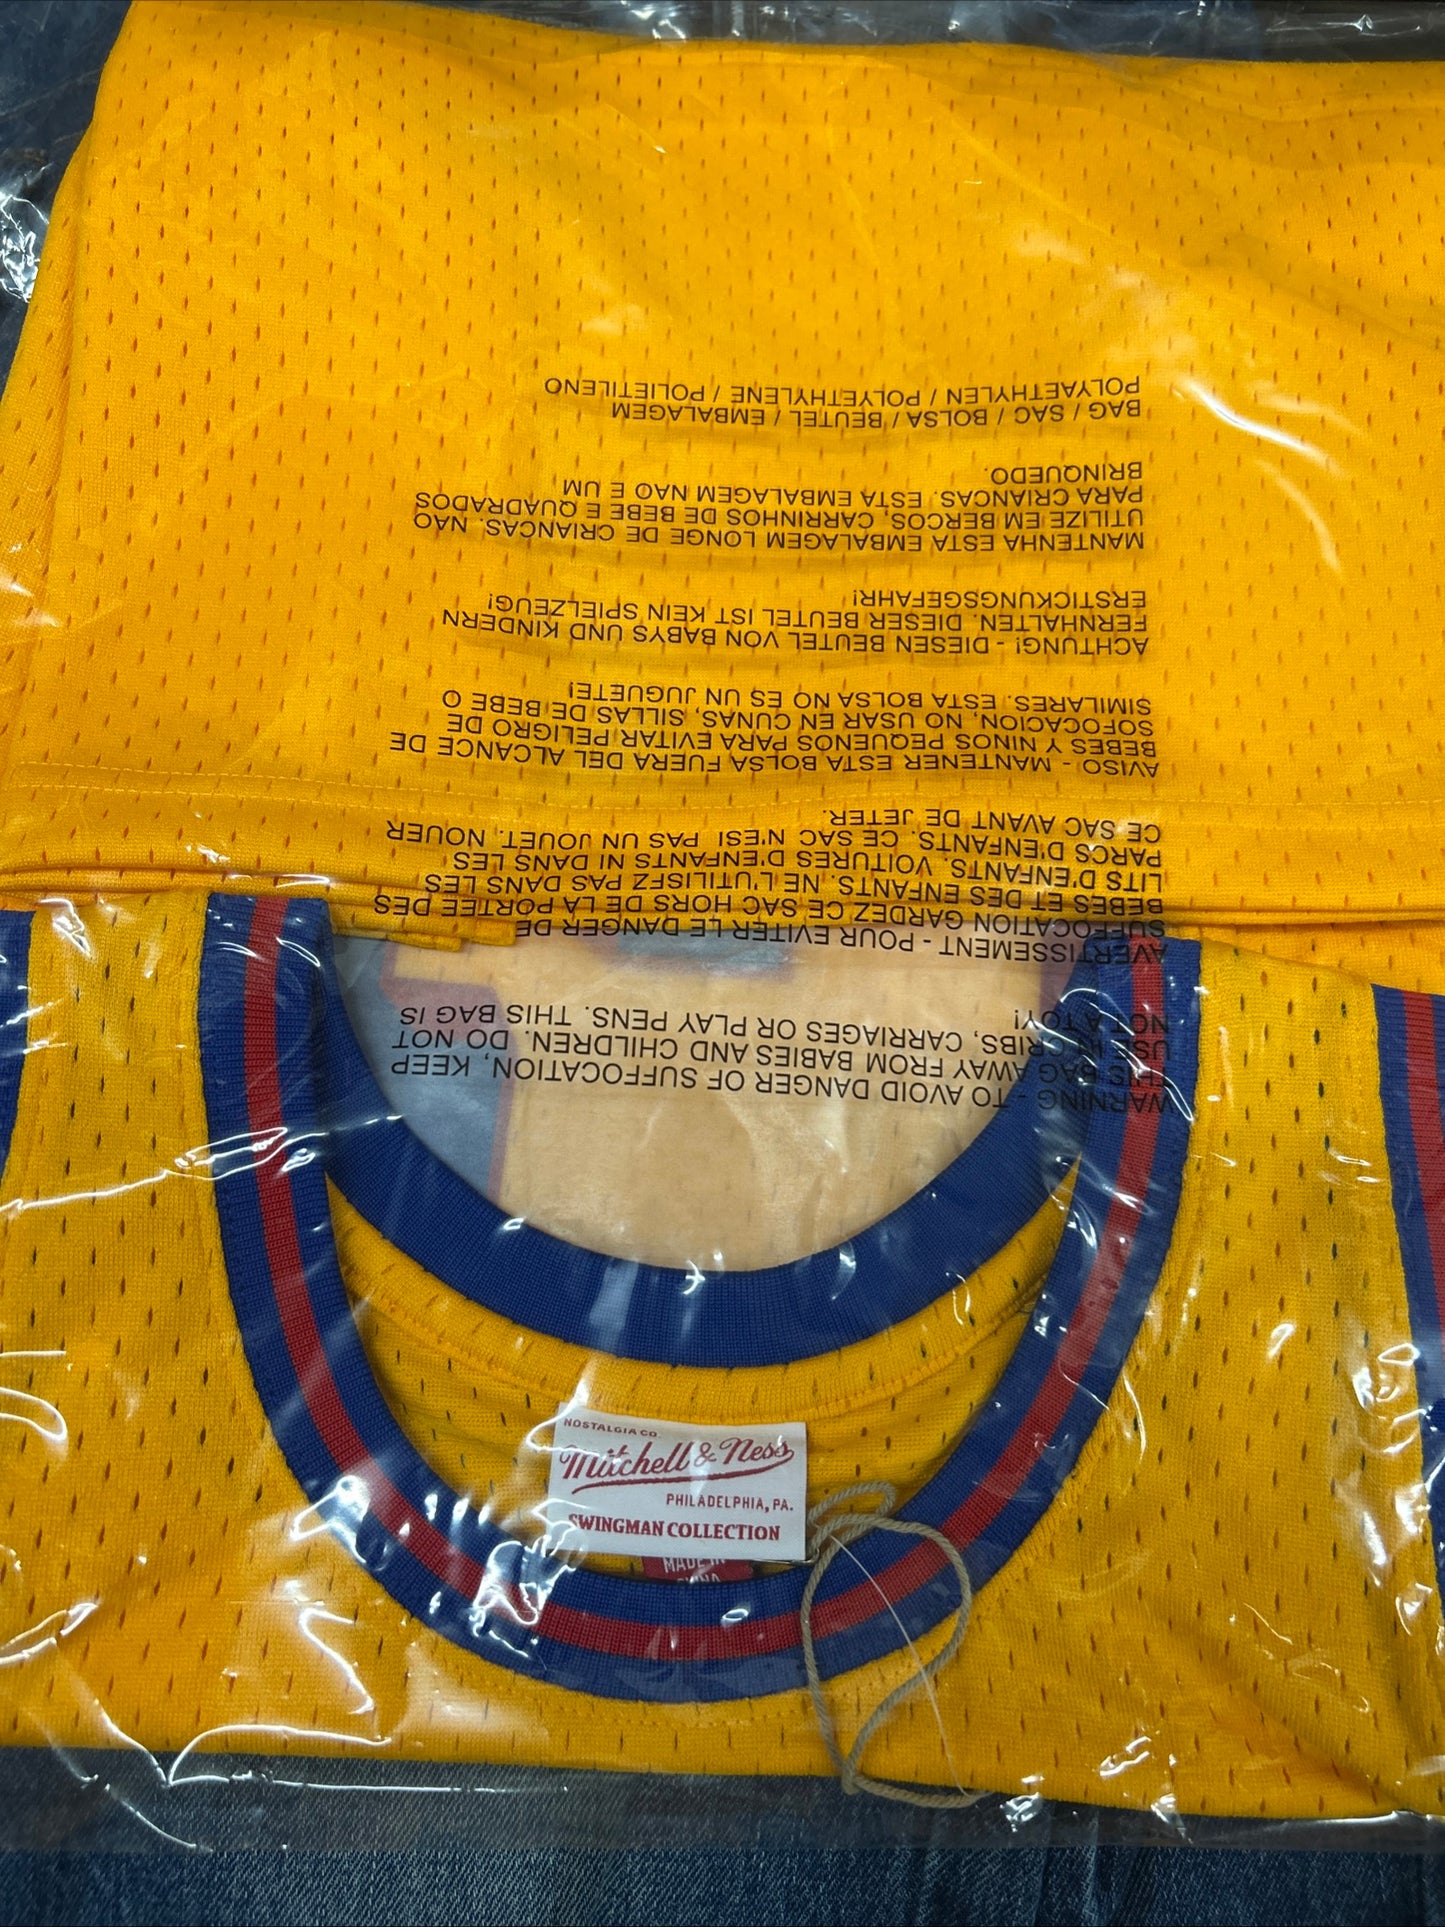 WARNING - TO AVOID DANGER OF SUFFOCATION, KEEP
THIS BAG AWAY FROM BABIES AND CHILDREN. DO NOT
USE IN CRIBS, CARRIAGES OR PLAY PENS. THIS BAG IS
NOT A TOY!
AVERTISSEMENT - POUR EVITER LE DANGER DE
SUFFOCATION GARDEZ CE SAC HORS DE LA PORTEE DES
BEBES ET DES ENFANTS. NE L'UTILISFZ PAS DANS LES
LITS D'ENFANTS. VOITURES D'ENFANTS NI DANS LES
PARCS D'ENFANTS. CE SAC N'ESI PAS UN JOUET. NOUER
CE SAC AVANT DE JETER.
AVISO - MANTENER ESTA BOLSA FUERA DEL ALCANCE DE
BEBES Y NINOS PEQUENOS PARA EVITAR PELIGRO DE
SOFOCACION, NO USAR EN CUNAS, SILLAS DE BEBE O
SIMILARES. ESTA BOLSA NO ES UN JUGUETE!
ACHTUNG! - DIESEN BEUTEL VON BABYS UND KINDERN
FERNHALTEN. DIESER BEUTEL IST KEIN SPIELZEUG!
ERSTICKUNGSGEFAHR!
MANTENHA ESTA EMBALAGEM LONGE DE CRIANCAS. NAO
UTILIZE EM BERCOS, CARRINHOS DE BEBE E QUADRADOS
PARA CRIANCAS. ESTA EMBALAGEM NAO E UM
BRINQUEDO.
BAG / SAC / BOLSA / BEUTEL / EMBALAGEM
POLYAETHYLEN / POLYETHYLENE / POLIETILENO
NOSTALGIA CO.
Mitchell & Ness
PHILADELPHIA, PA.
SWINGMAN COLLECTION
MADE IN
CHINA